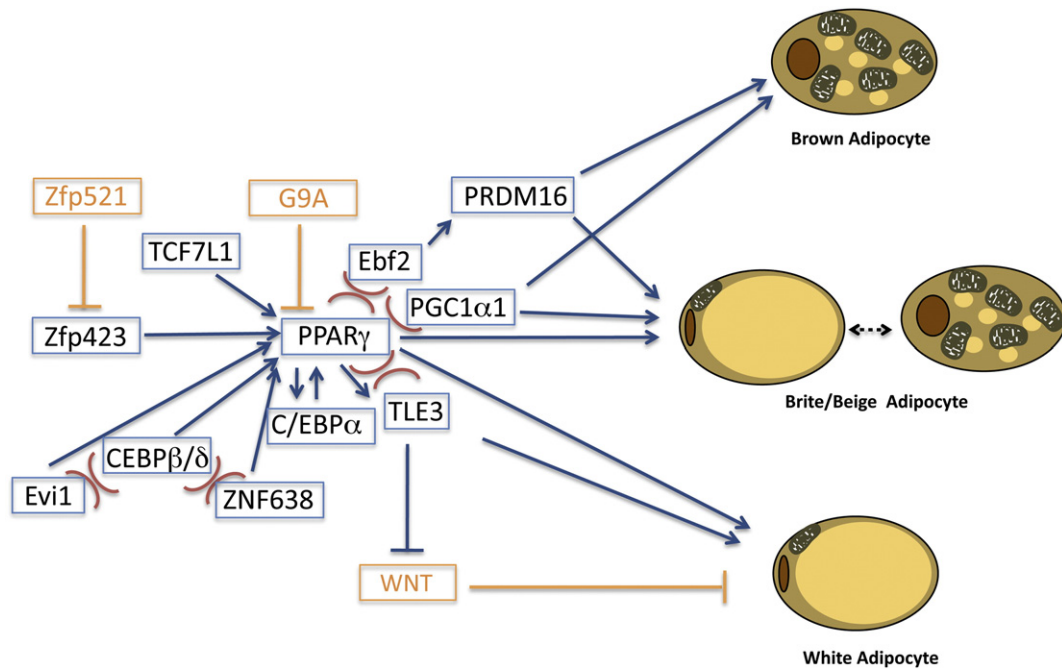 Brown Adipocyte
Zfp521
G9A
PRDM16
TCF7L1
Ebf2
PGC1α1
Zfp423
PPARγ
Brite/Beige Adipocyte
C/EBPα
TLE3
CEBPβ/δ
Evi1
ZNF638
WNT
White Adipocyte